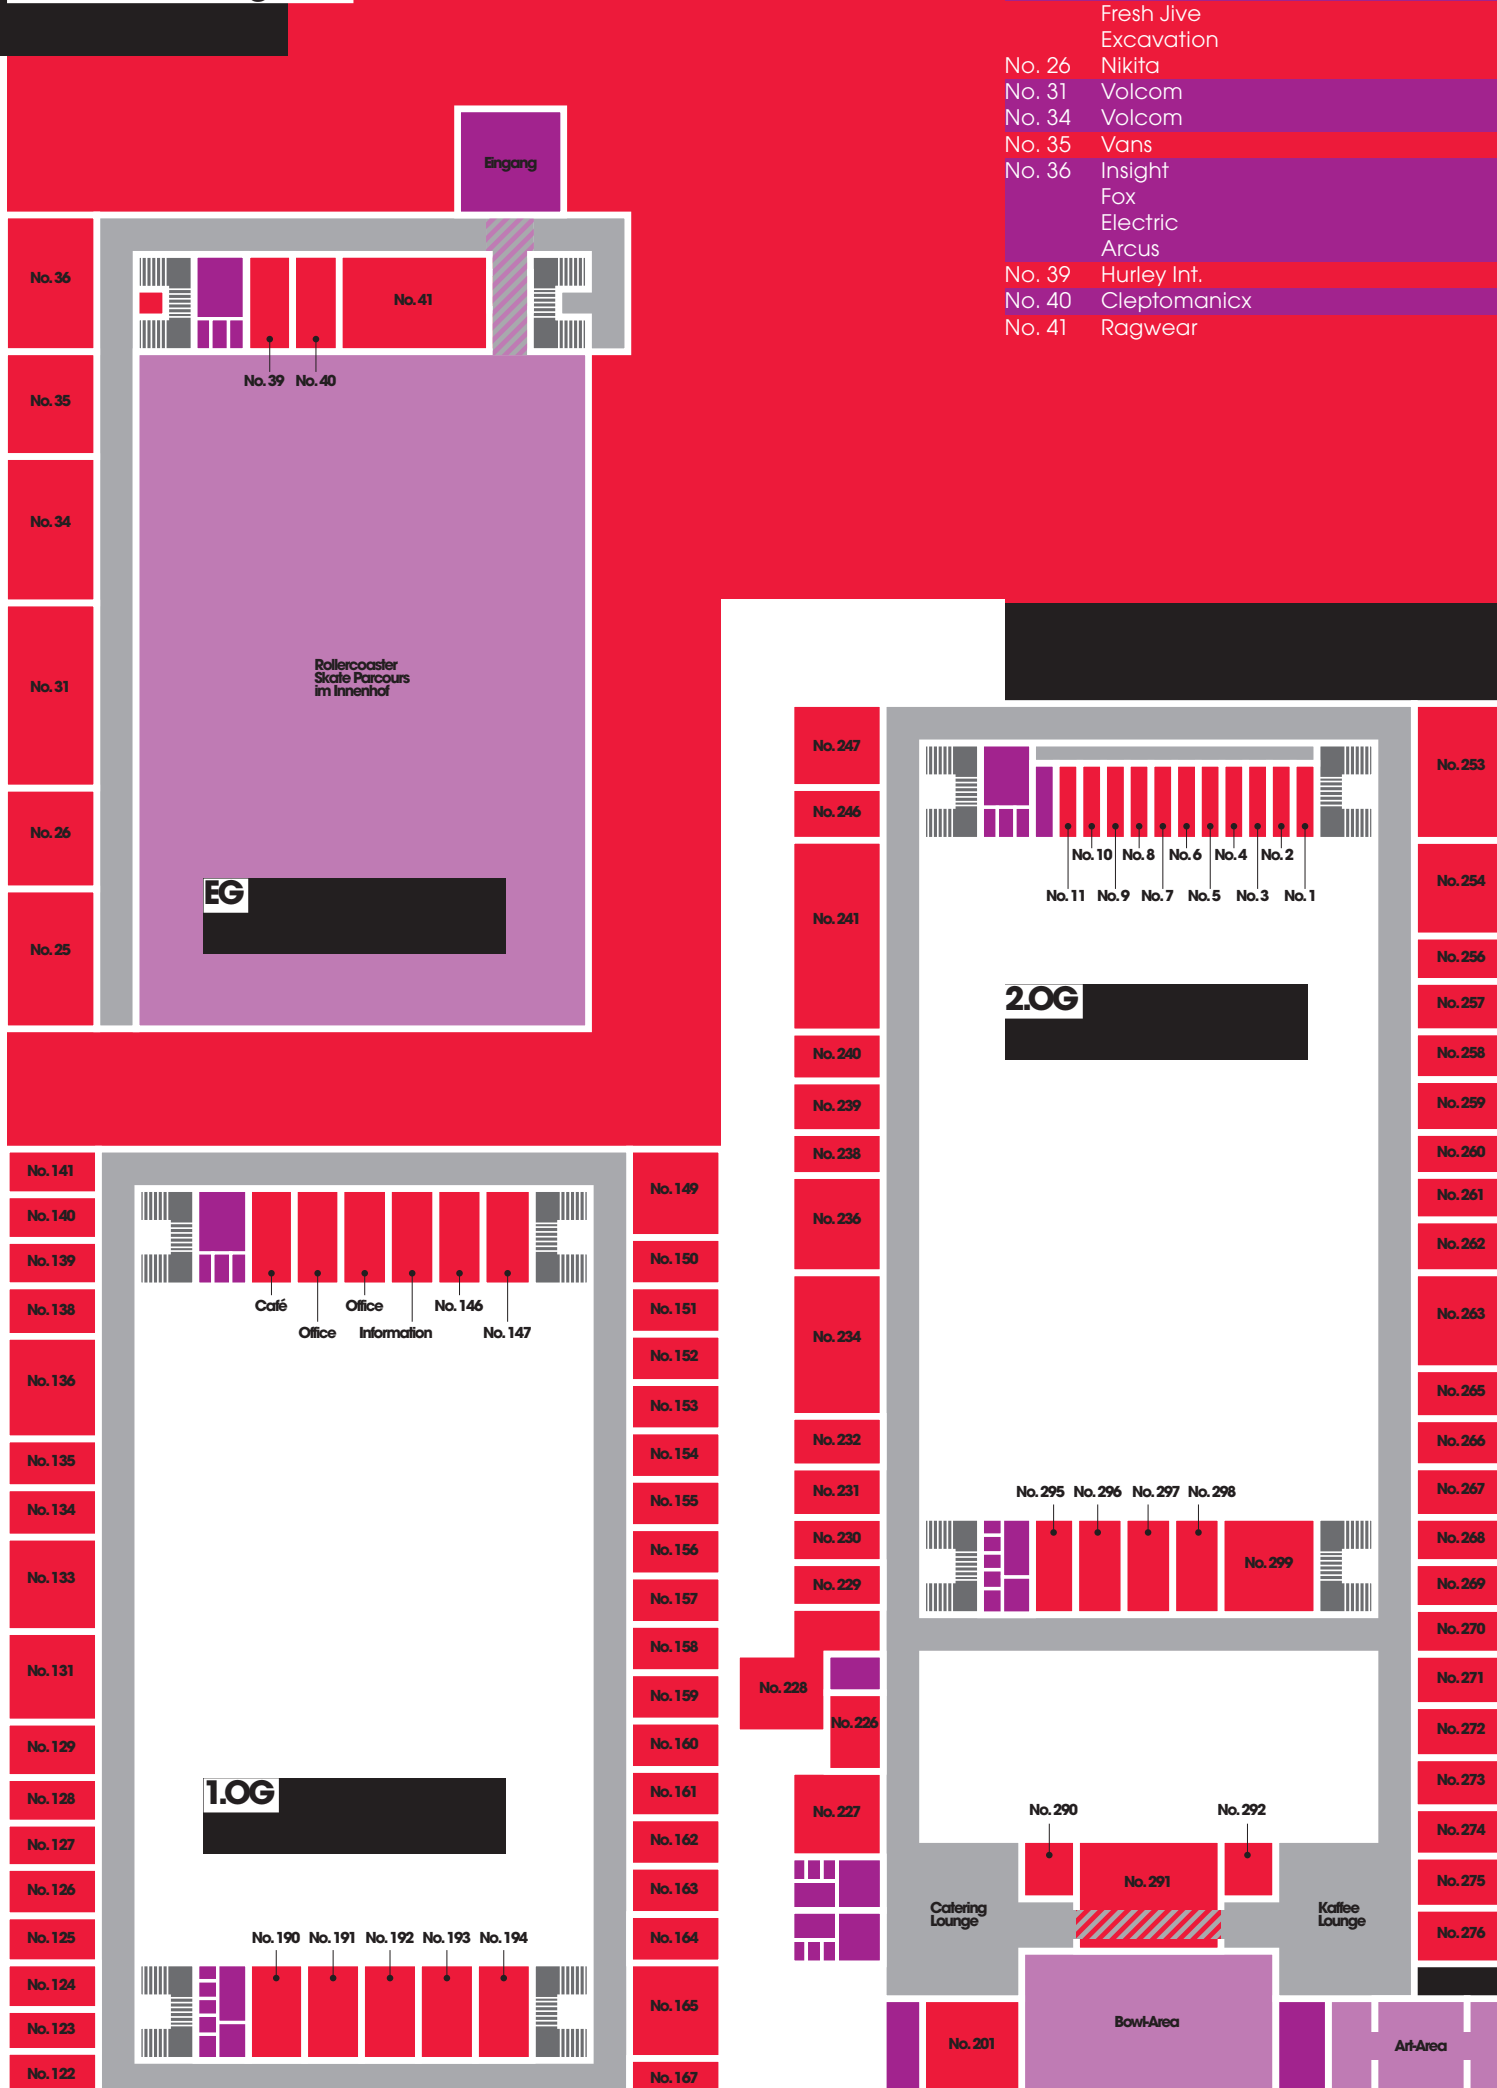 Fresh Jive
Excavation
No. 26 Nikita
No. 31 Volcom
No. 34 Volcom
No. 35 Vans
No. 36 Insight
Fox
Electric
Arcus
No. 39 Hurley Int.
No. 40 Cleptomanicx
No. 41 Ragwear
Eingang
No. 36
No. 41
No. 39 No. 40
No. 35
No. 34
Rollercoaster
Skate Parcours
im Innenhof
No. 31
No. 26
EG
No. 25
No. 141
No. 140
No. 139
No. 138
No. 136
No. 135
No. 134
No. 133
No. 131
No. 129
No. 128
No. 127
No. 126
No. 125
No. 124
No. 123
No. 122
Café Office No. 146
Office Information No. 147
1.OG
No. 190 No. 191 No. 192 No. 193 No. 194
No. 149
No. 150
No. 151
No. 152
No. 153
No. 154
No. 155
No. 156
No. 157
No. 158
No. 159
No. 160
No. 161
No. 162
No. 163
No. 164
No. 165
No. 167
No. 247
No. 246
No. 241
No. 240
No. 239
No. 238
No. 236
No. 234
No. 232
No. 231
No. 230
No. 229
No. 228
No. 226
No. 227
No. 10 No. 8 No. 6 No. 4 No. 2
No. 11 No. 9 No. 7 No. 5 No. 3 No. 1
2.OG
No. 295 No. 296 No. 297 No. 298
No. 299
No. 290 No. 292
No. 291
Catering
Lounge
Kaffee
Lounge
Bowl-Area
No. 201
Art-Area
No. 253
No. 254
No. 256
No. 257
No. 258
No. 259
No. 260
No. 261
No. 262
No. 263
No. 265
No. 266
No. 267
No. 268
No. 269
No. 270
No. 271
No. 272
No. 273
No. 274
No. 275
No. 276